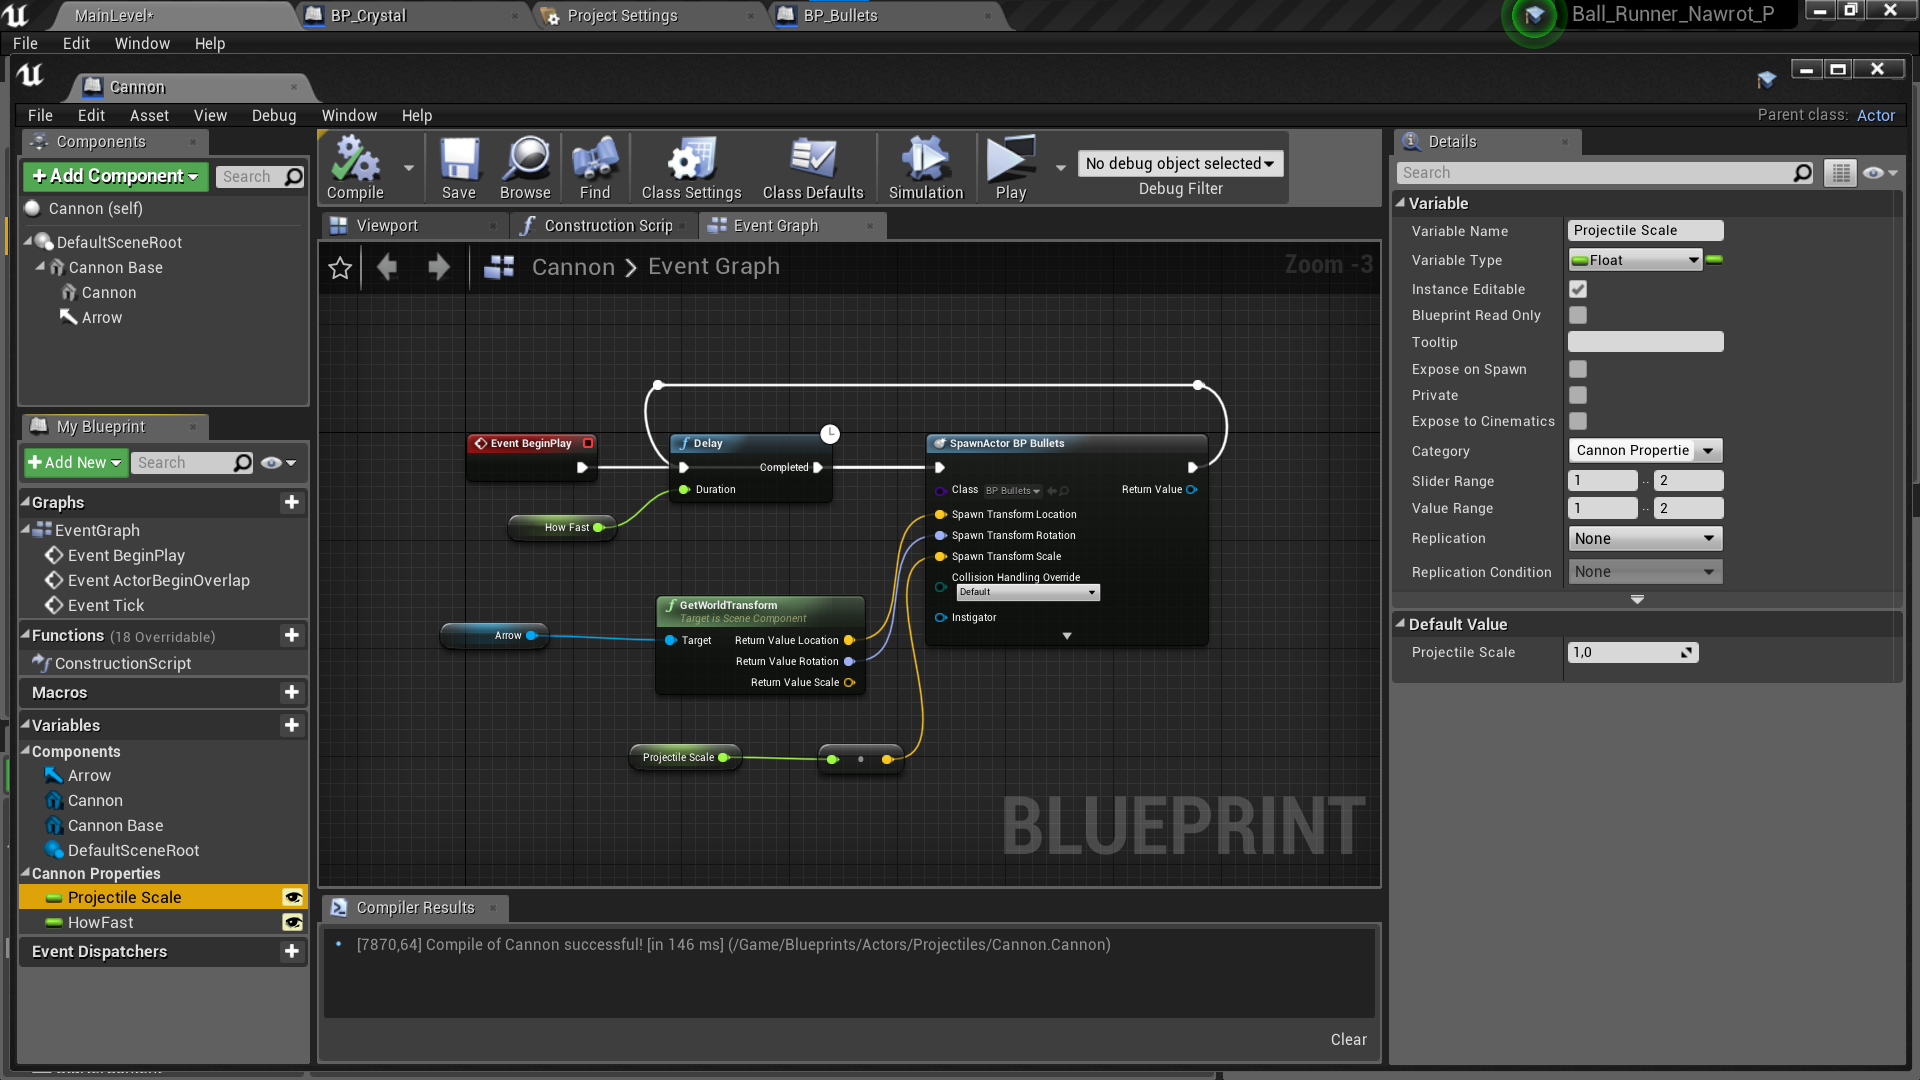 MainLevel*
BP_Crystal
Project Settings
BP_Bullets
Ball_Runner_Nawrot_P
File Edit Window Help
Cannon
File Edit Asset View Debug Window Help
Parent class: Actor
Components
+ Add Component
Search
Cannon (self)
DefaultSceneRoot
Cannon Base
Cannon
Arrow
Compile
Save
Browse
Find
Class Settings
Class Defaults
Simulation
Play
No debug object selected
Debug Filter
Viewport
Construction Scrip
Event Graph
Cannon > Event Graph
Zoom -3
Event BeginPlay
Delay
Completed
Duration
How Fast
SpawnActor BP Bullets
Class BP Bullets
Return Value
Spawn Transform Location
Spawn Transform Rotation
Spawn Transform Scale
Collision Handling Override
Default
Instigator
Arrow
GetWorldTransform
Target is Scene Component
Target
Return Value Location
Return Value Rotation
Return Value Scale
Projectile Scale
BLUEPRINT
My Blueprint
+ Add New
Search
Graphs
EventGraph
Event BeginPlay
Event ActorBeginOverlap
Event Tick
Functions (18 Overridable)
ConstructionScript
Macros
Variables
Components
Arrow
Cannon
Cannon Base
DefaultSceneRoot
Cannon Properties
Projectile Scale
HowFast
Event Dispatchers
Compiler Results
[7870,64] Compile of Cannon successful! [in 146 ms] (/Game/Blueprints/Actors/Projectiles/Cannon.Cannon)
Clear
Details
Search
Variable
Variable Name Projectile Scale
Variable Type Float
Instance Editable
Blueprint Read Only
Tooltip
Expose on Spawn
Private
Expose to Cinematics
Category Cannon Propertie
Slider Range 1 .. 2
Value Range 1 .. 2
Replication None
Replication Condition None
Default Value
Projectile Scale 1,0